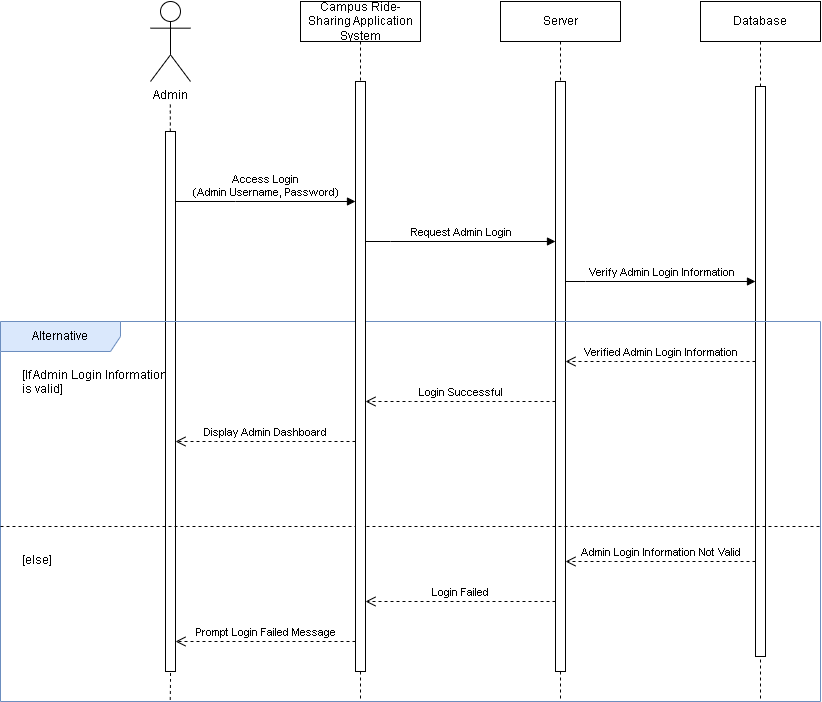 Campus Ride-
Sharing Application
System
Server
Database
Admin
Access Login
(Admin Username, Password)
Request Admin Login
Verify Admin Login Information
Alternative
Verified Admin Login Information
[IfAdmin Login Information
is valid]
Login Successful
Display Admin Dashboard
[else]
Admin Login Information Not Valid
Login Failed
Prompt Login Failed Message